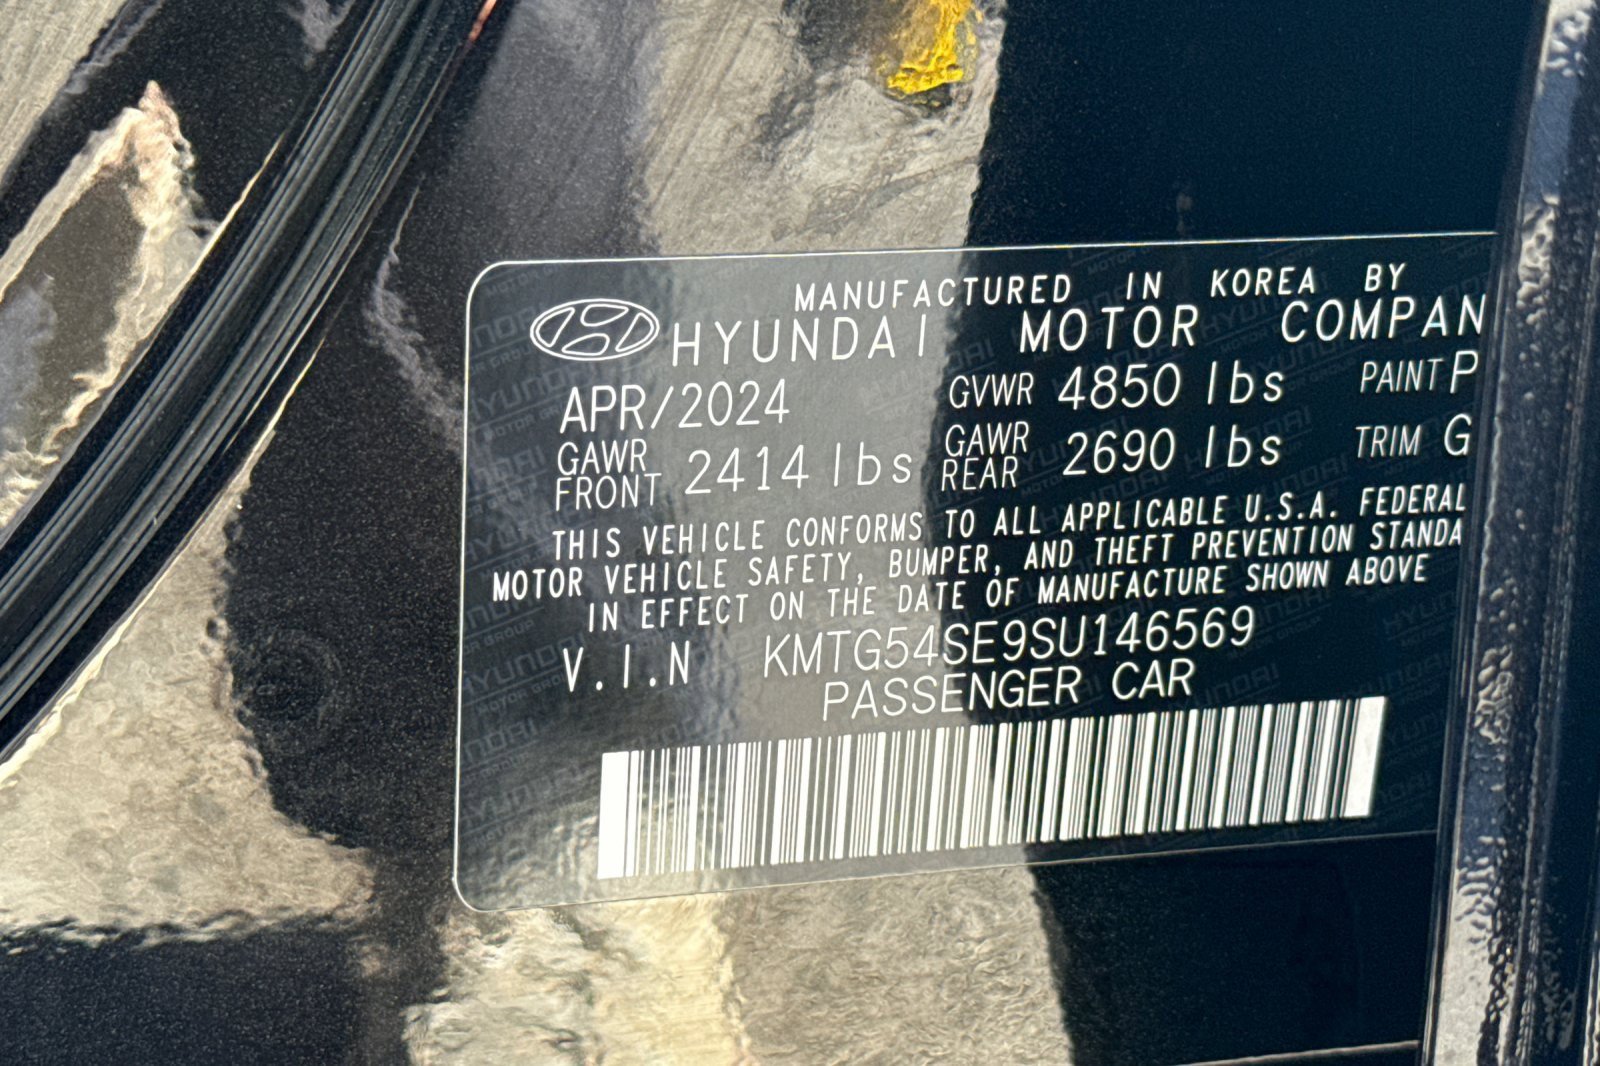 MANUFACTURED IN KOREA BY
HYUNDAI MOTOR COMPAN
APR/2024 GVWR 4850 lbs PAINT P
GAWR FRONT 2414 lbs GAWR REAR 2690 lbs TRIM G
THIS VEHICLE CONFORMS TO ALL APPLICABLE U.S.A. FEDERAL
MOTOR VEHICLE SAFETY, BUMPER, AND THEFT PREVENTION STANDA
IN EFFECT ON THE DATE OF MANUFACTURE SHOWN ABOVE
V.I.N KMTG54SE9SU146569
PASSENGER CAR